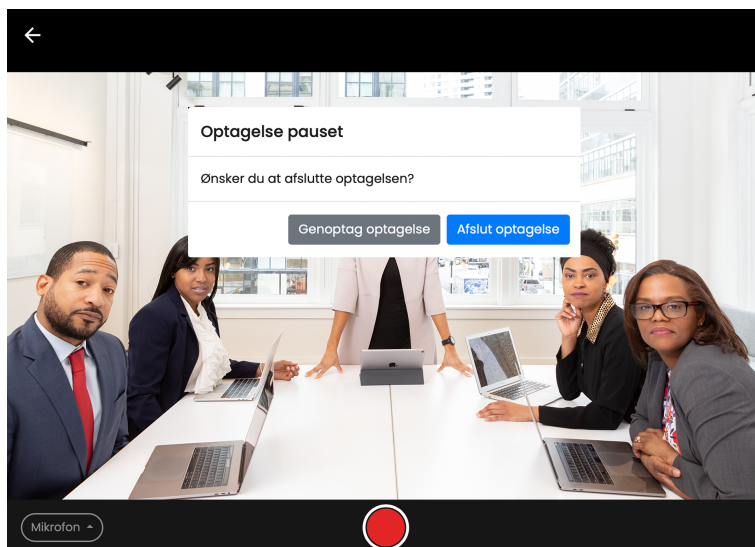 Optagelse pauset
Ønsker du at afslutte optagelsen?
Genoptag optagelse Afslut optagelse
Mikrofon